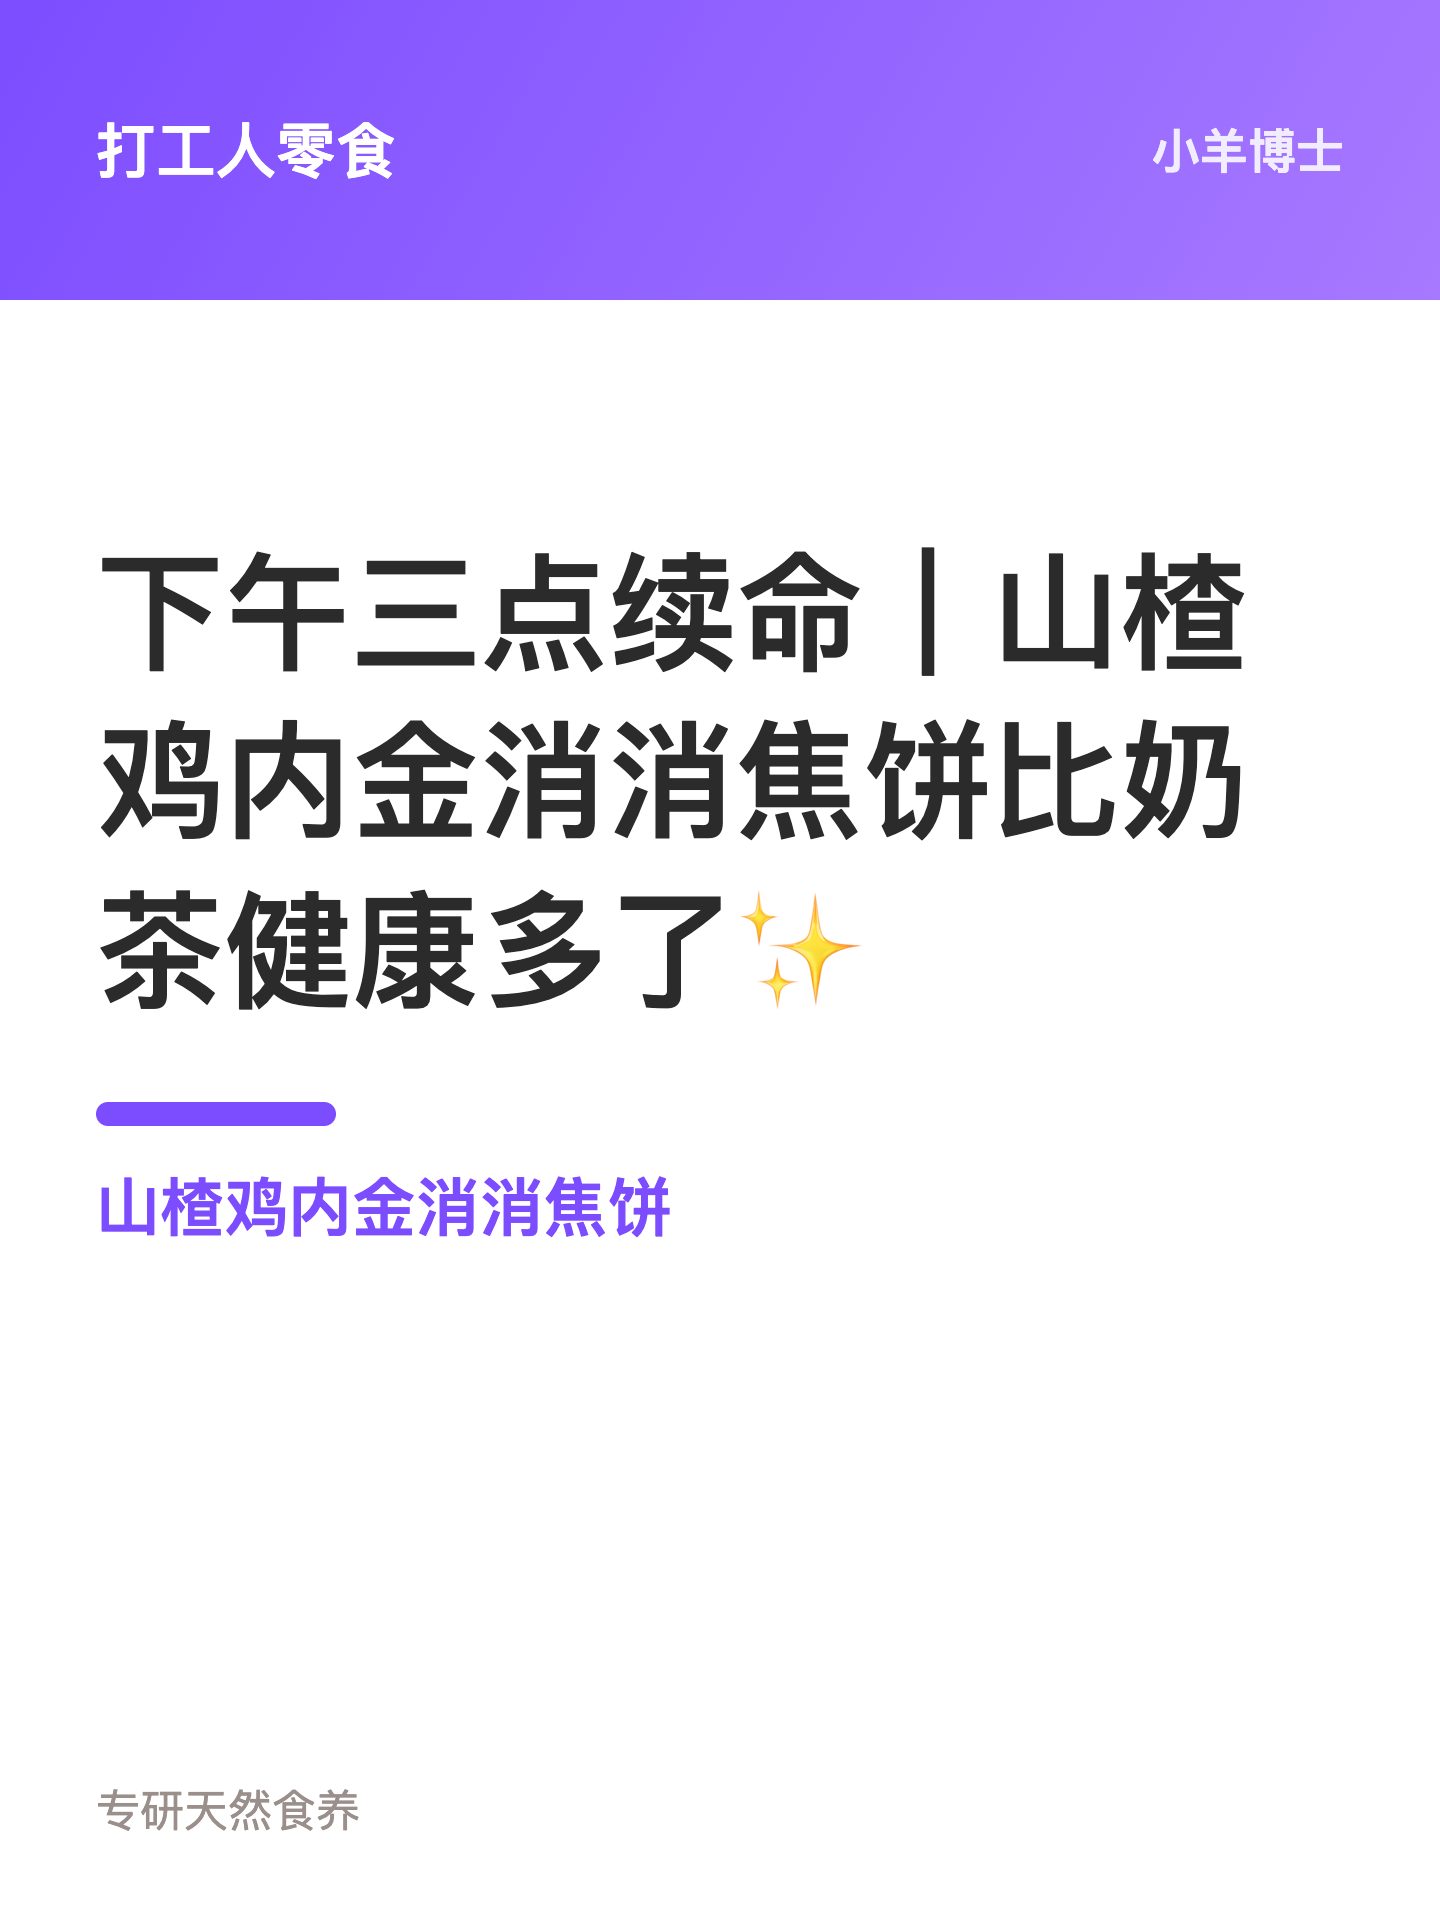 打工人零食
小羊博士
下午三点续命｜山楂
鸡内金消消焦饼比奶
茶健康多了✨
山楂鸡内金消消焦饼
专研天然食养